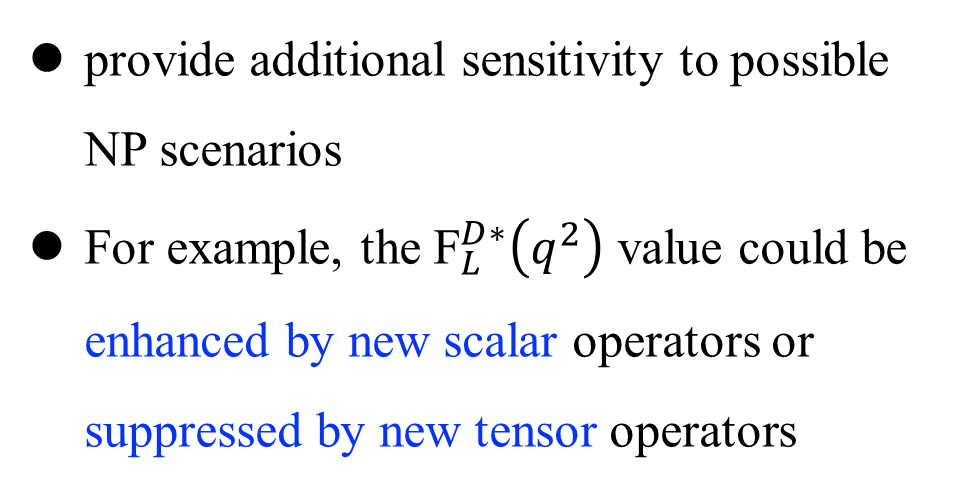 ● provide additional sensitivity to possible
NP scenarios
● For example, the F_L^{D*}(q^2) value could be
enhanced by new scalar operators or
suppressed by new tensor operators